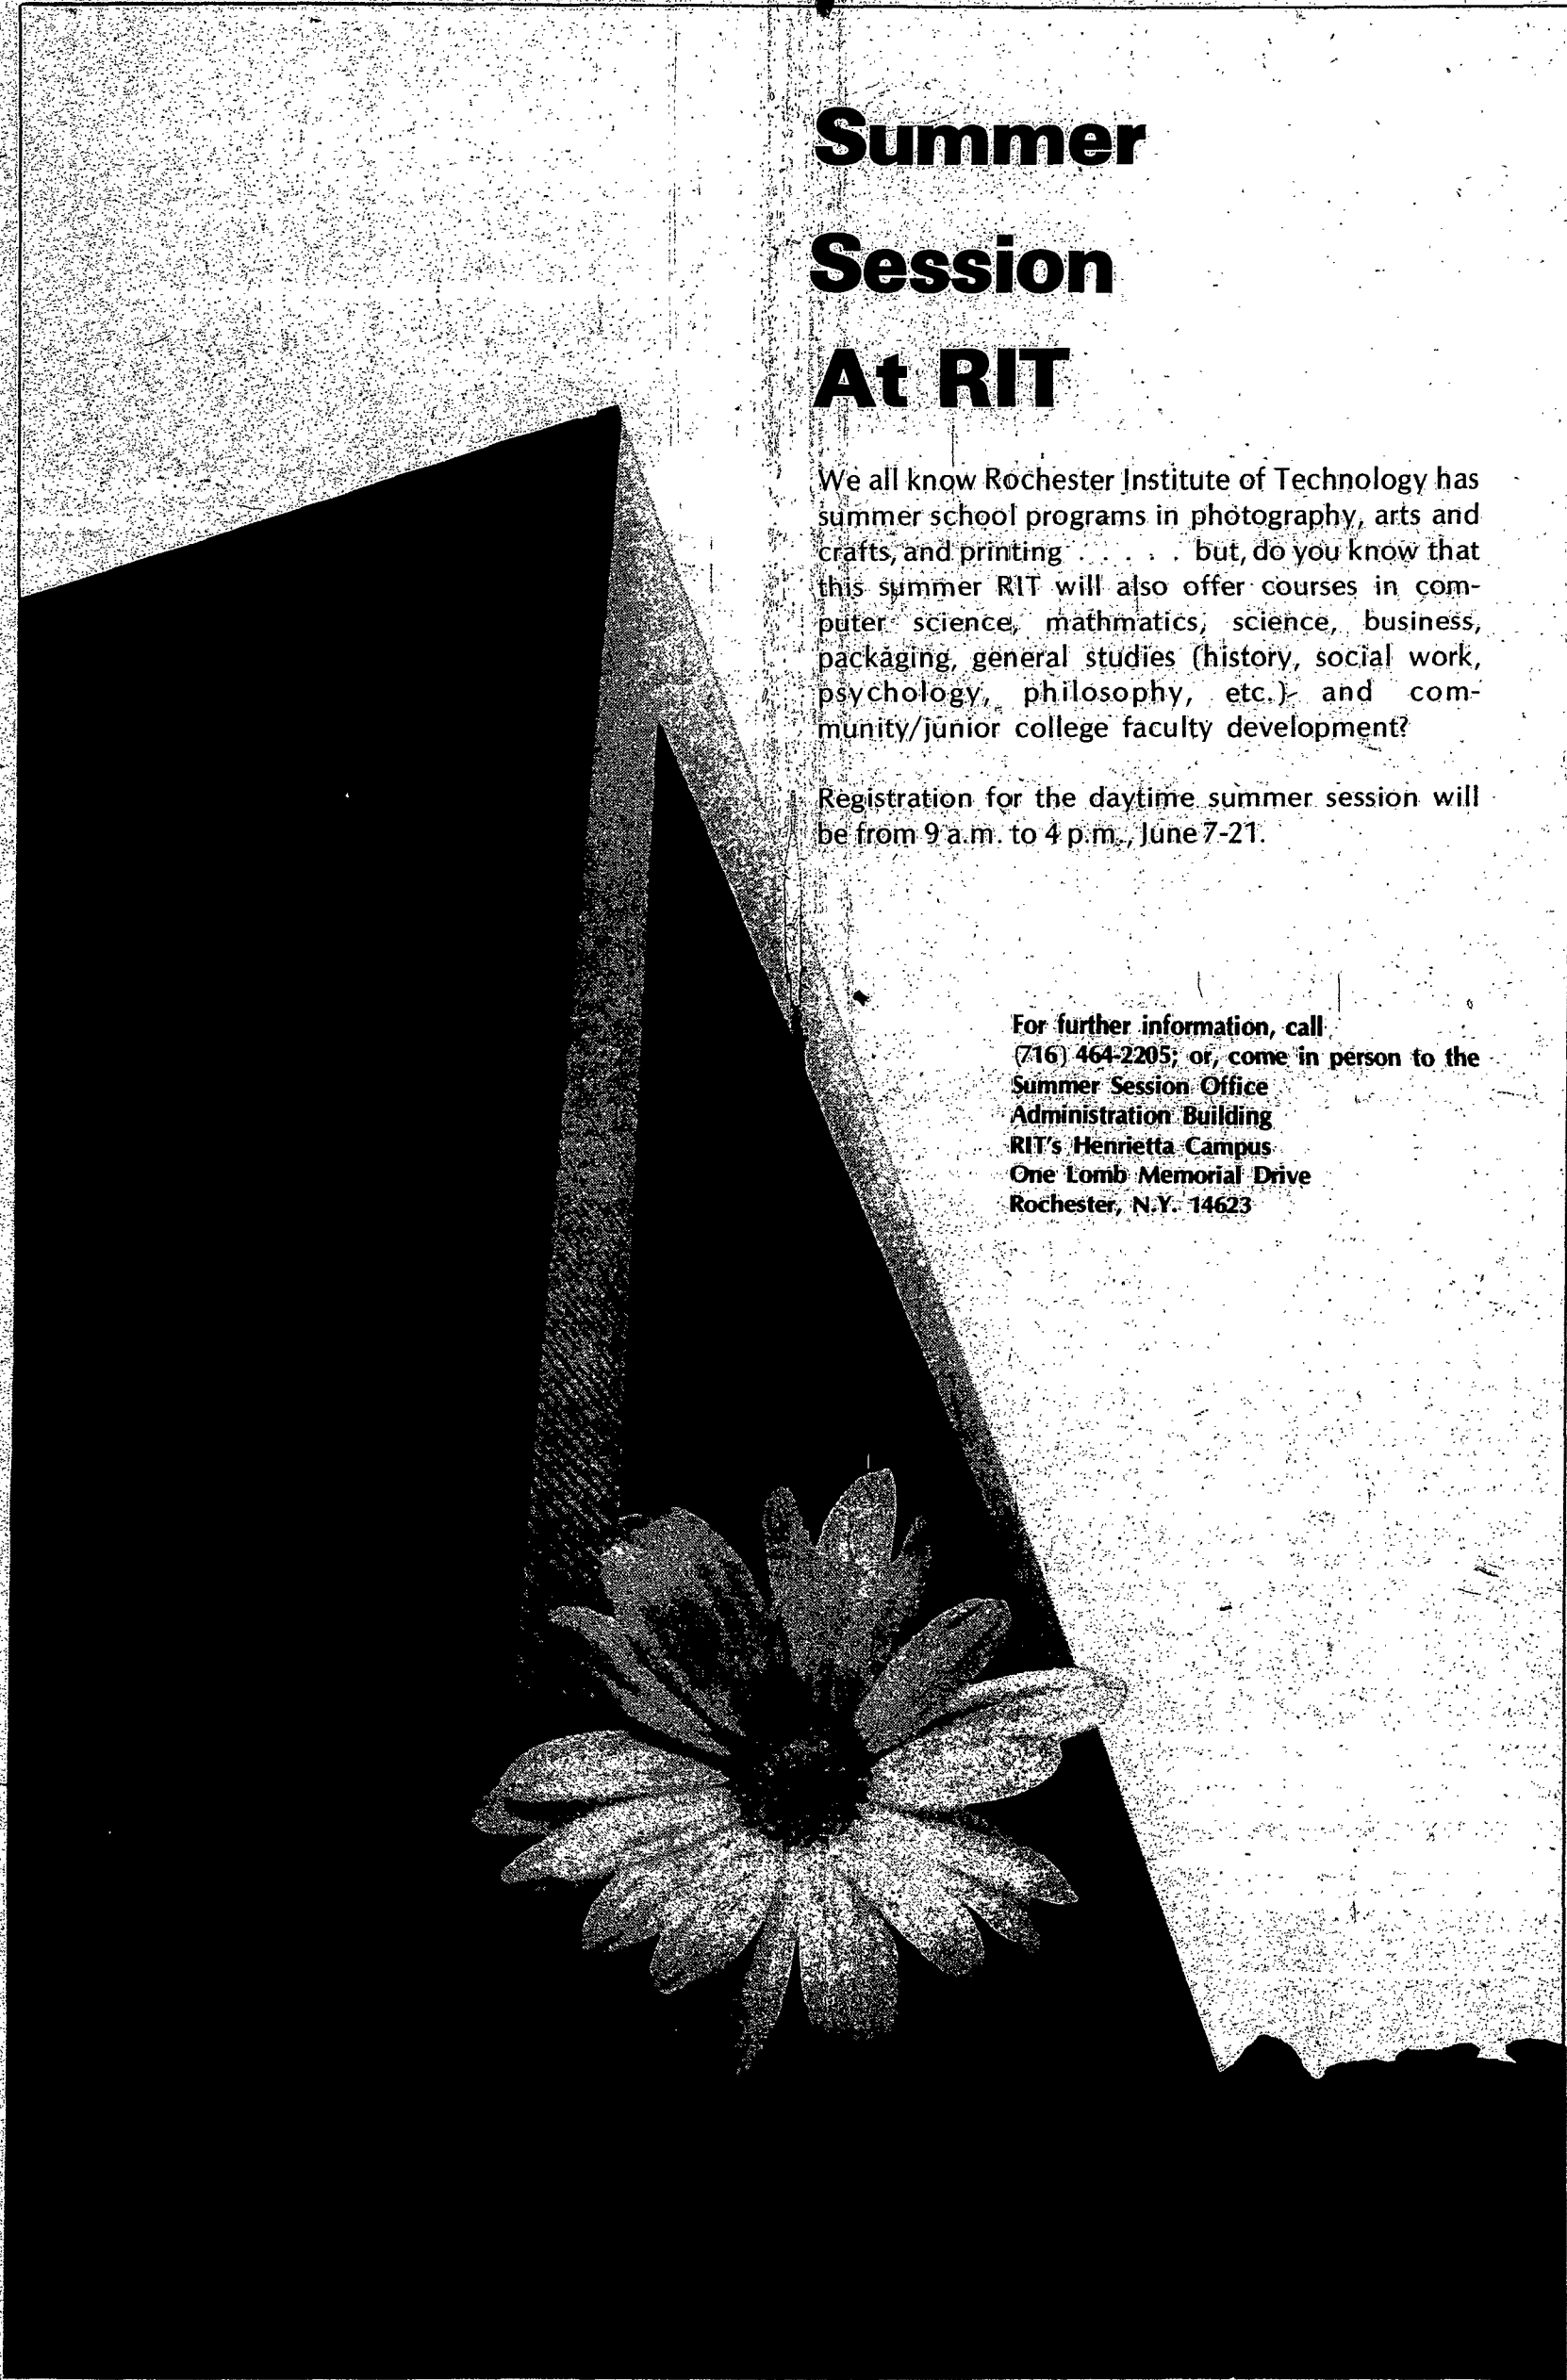 Summer
Session
At RIT
We all know Rochester Institute of Technology has
summer school programs in photography, arts and
crafts, and printing . . . . . but, do you know that
this summer RIT will also offer courses in com-
puter science, mathmatics, science, business,
packaging, general studies (history, social work,
psychology, philosophy, etc.) and com-
munity/junior college faculty development?
Registration for the daytime summer session will
be from 9 a.m. to 4 p.m., June 7-21.
For further information, call
(716) 464-2205; or, come in person to the
Summer Session Office
Administration Building
RIT's Henrietta Campus
One Lomb Memorial Drive
Rochester, N.Y. 14623